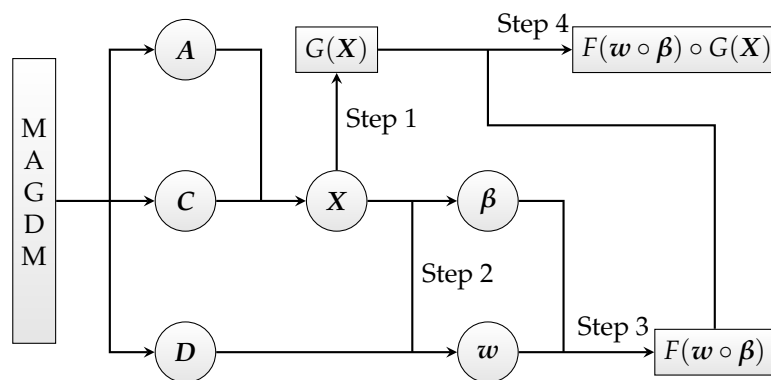 M
A
G
D
M
A
G(X)
Step 4
F(w ∘ β) ∘ G(X)
Step 1
C
X
β
Step 2
D
w
Step 3
F(w ∘ β)